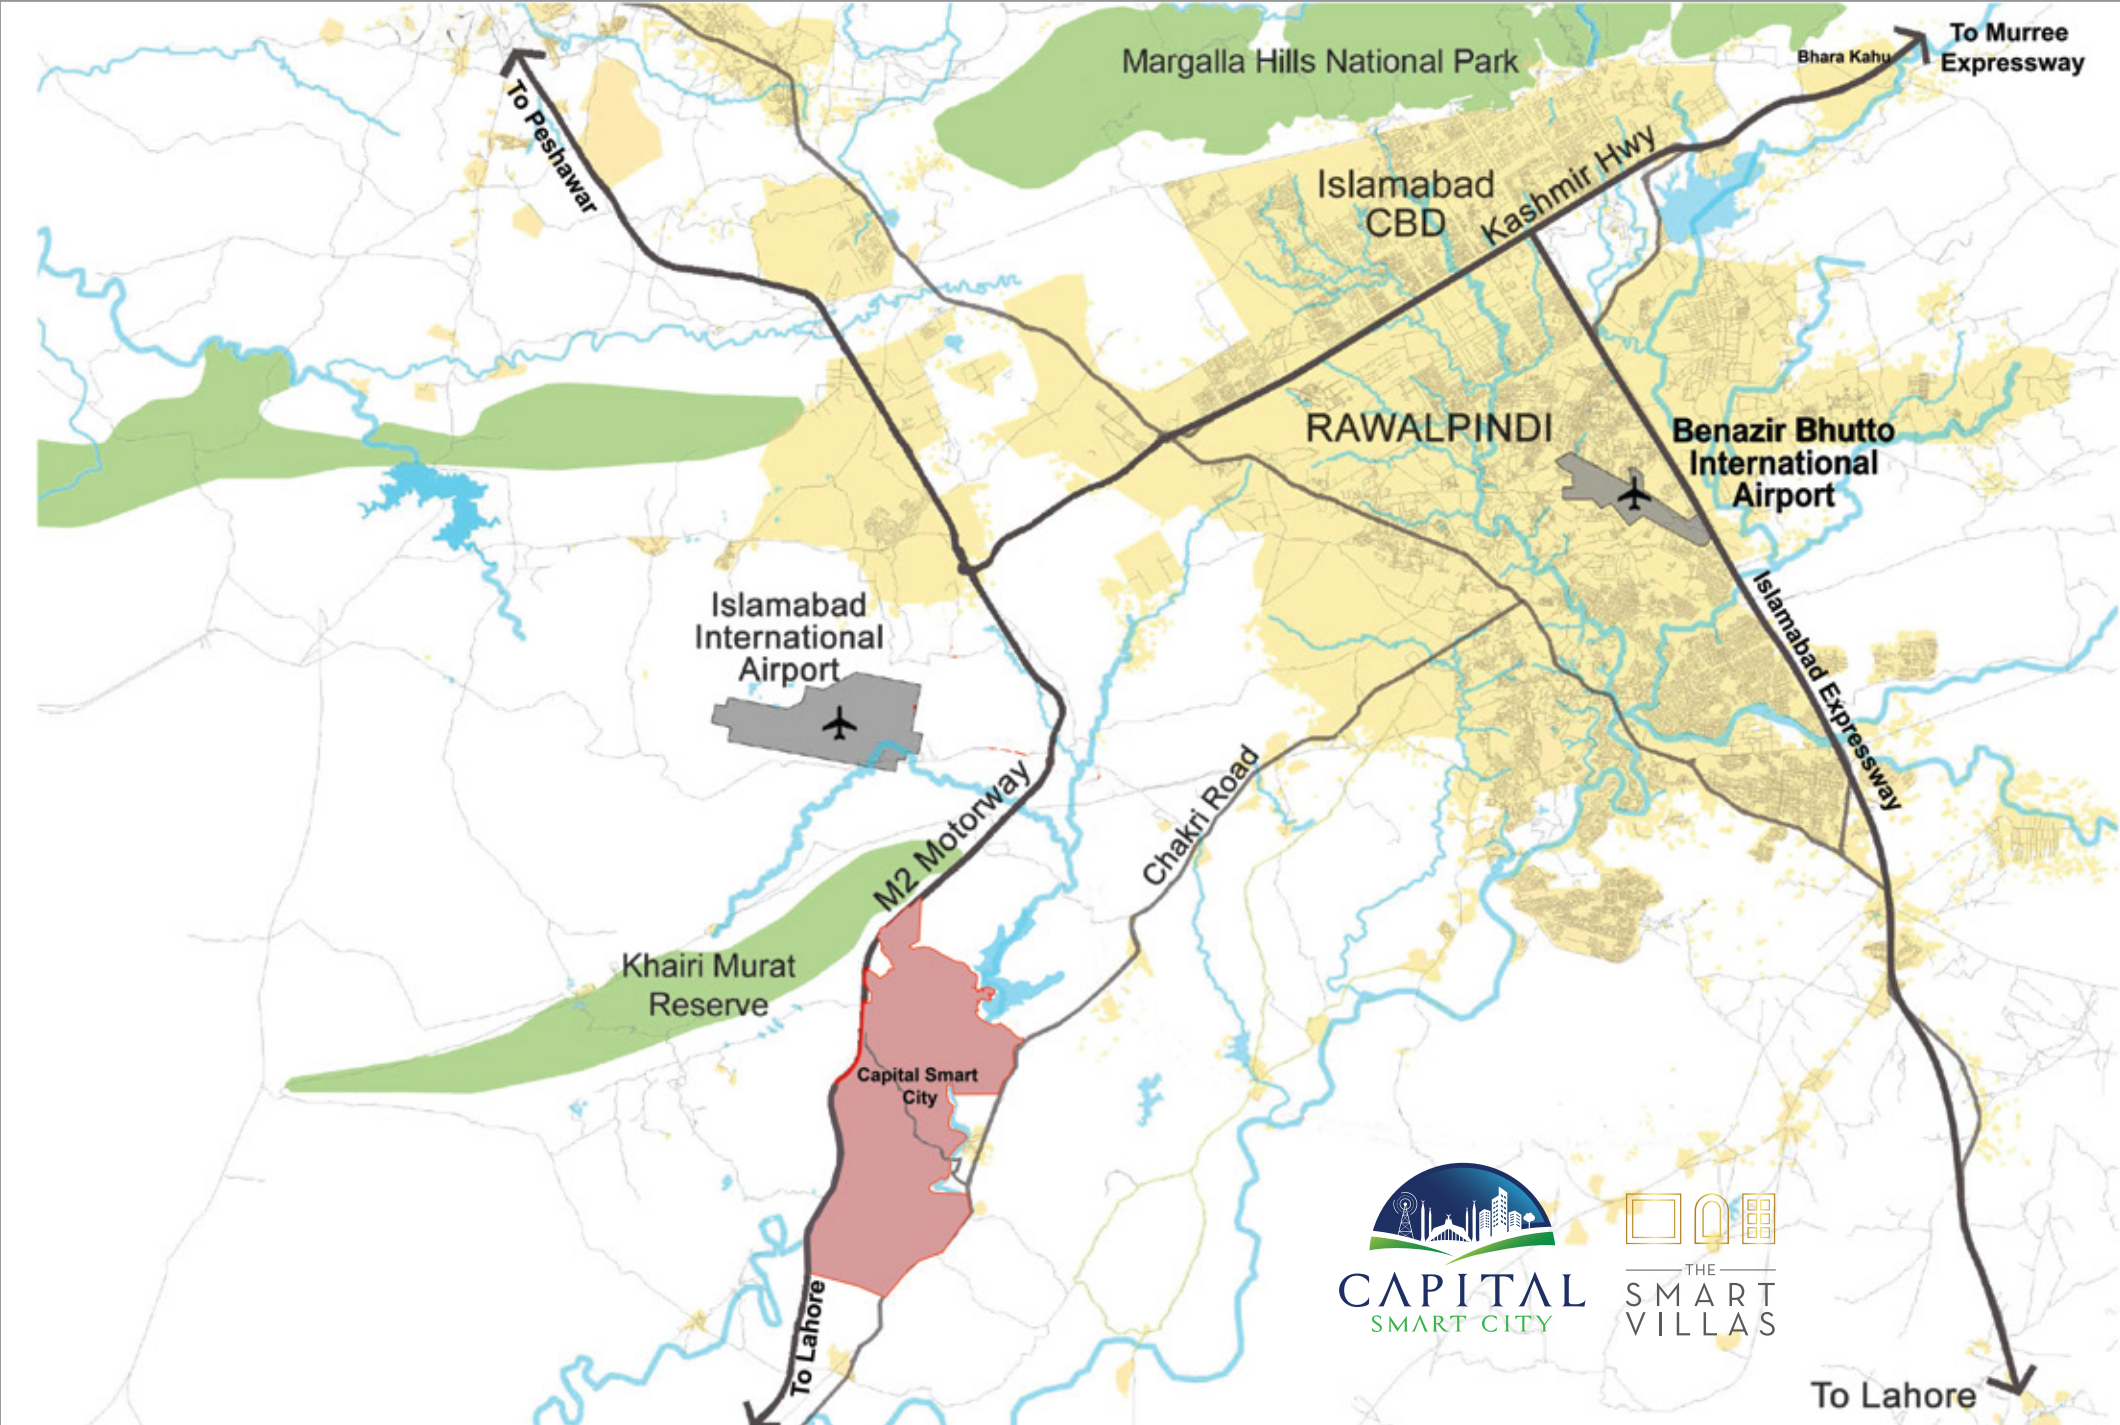 Margalla Hills National Park
Bhara Kahu
To Murree
Expressway
To Peshawar
Islamabad
CBD
Kashmir Hwy
RAWALPINDI
Benazir Bhutto
International
Airport
Islamabad
International
Airport
Islamabad Expressway
M2 Motorway
Chakri Road
Khairi Murat
Reserve
Capital Smart
City
CAPITAL
SMART CITY
THE
SMART
VILLAS
To Lahore
To Lahore